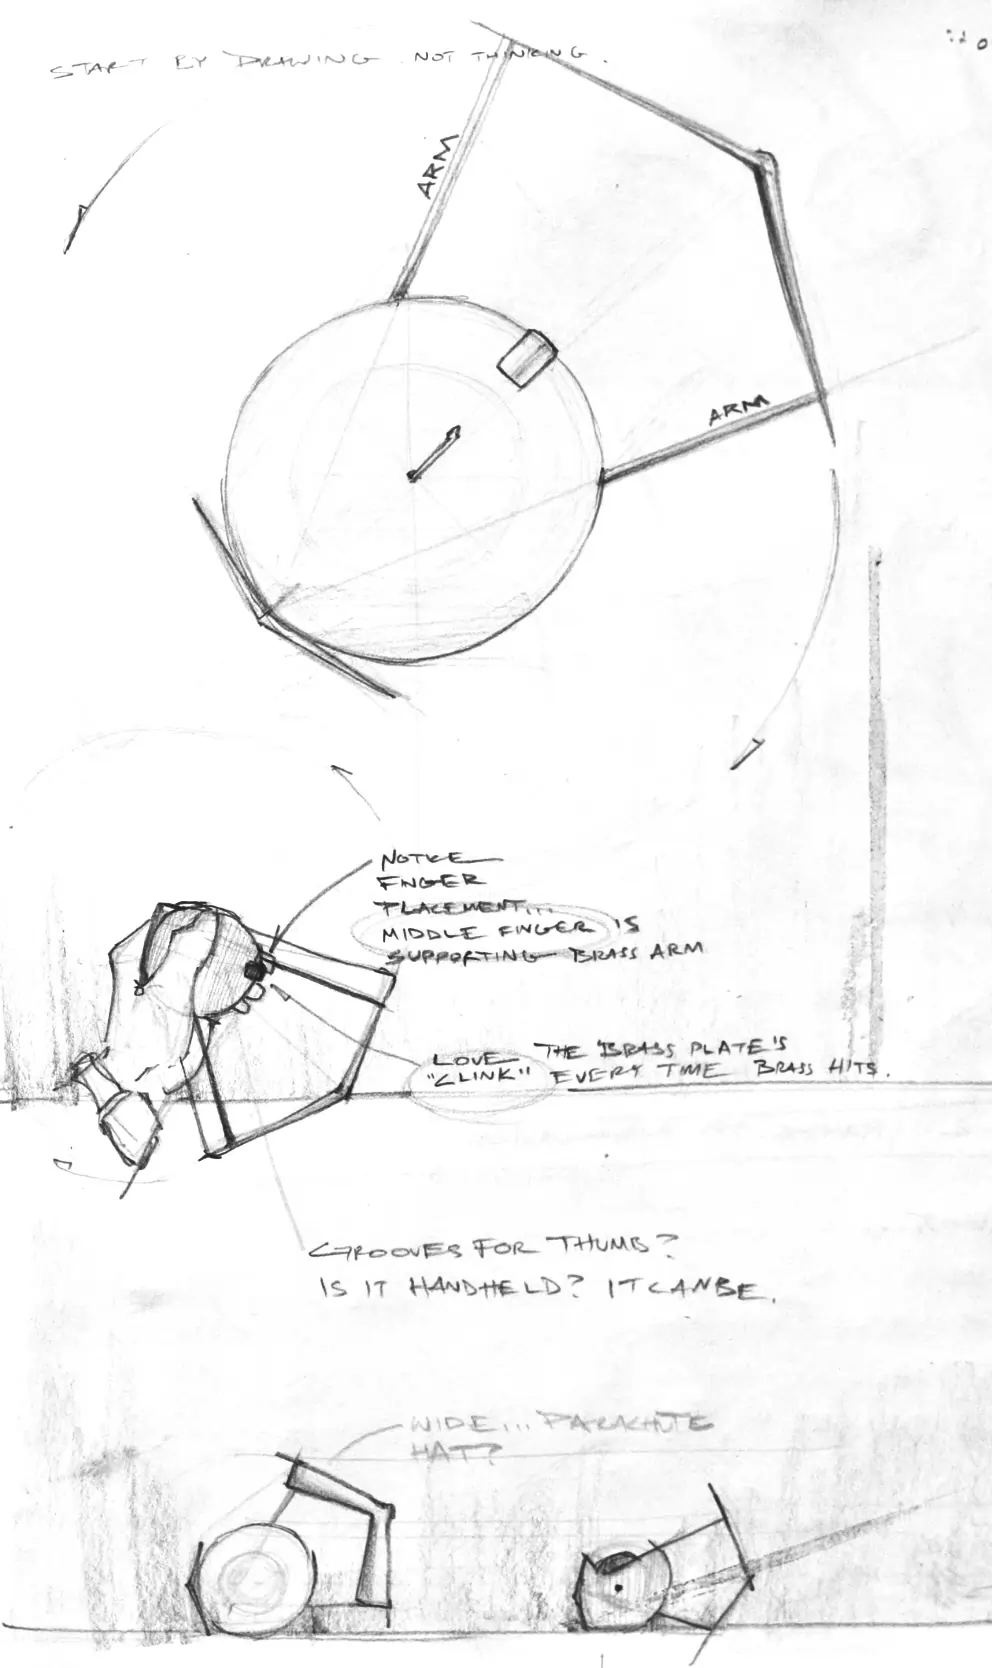 START BY DRAWING NOT THINKING.
ARM
ARM
NOTICE
FINGER
PLACEMENT...
MIDDLE FINGER IS
SUPPORTING BRASS ARM
LOVE THE BRASS PLATE'S
"CLINK" EVERY TIME BRASS HITS.
GROOVES FOR THUMB?
IS IT HANDHELD? IT CAN BE.
WIDE... PARACHUTE
HAT?